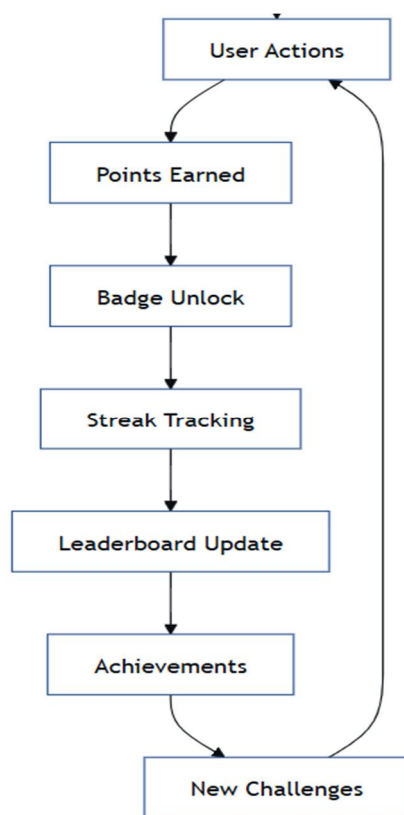 User Actions
Points Earned
Badge Unlock
Streak Tracking
Leaderboard Update
Achievements
New Challenges